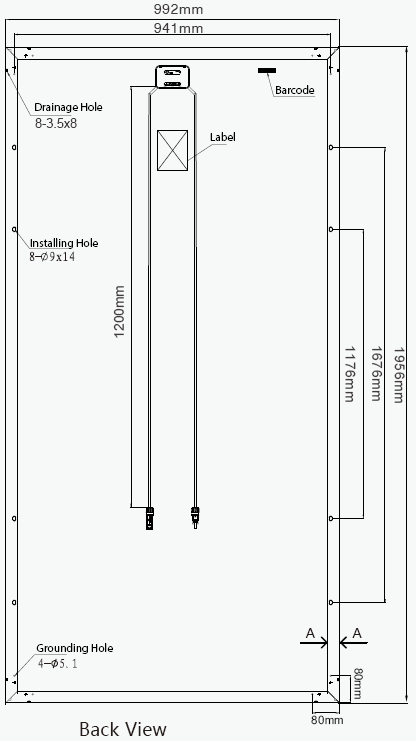 992mm
941mm
Barcode
Drainage Hole
8-3.5x8
Label
Installing Hole
8-Ø9x14
1200mm
1176mm
1676mm
1956mm
A A
Grounding Hole
4-Ø5.1
80mm
80mm
Back View